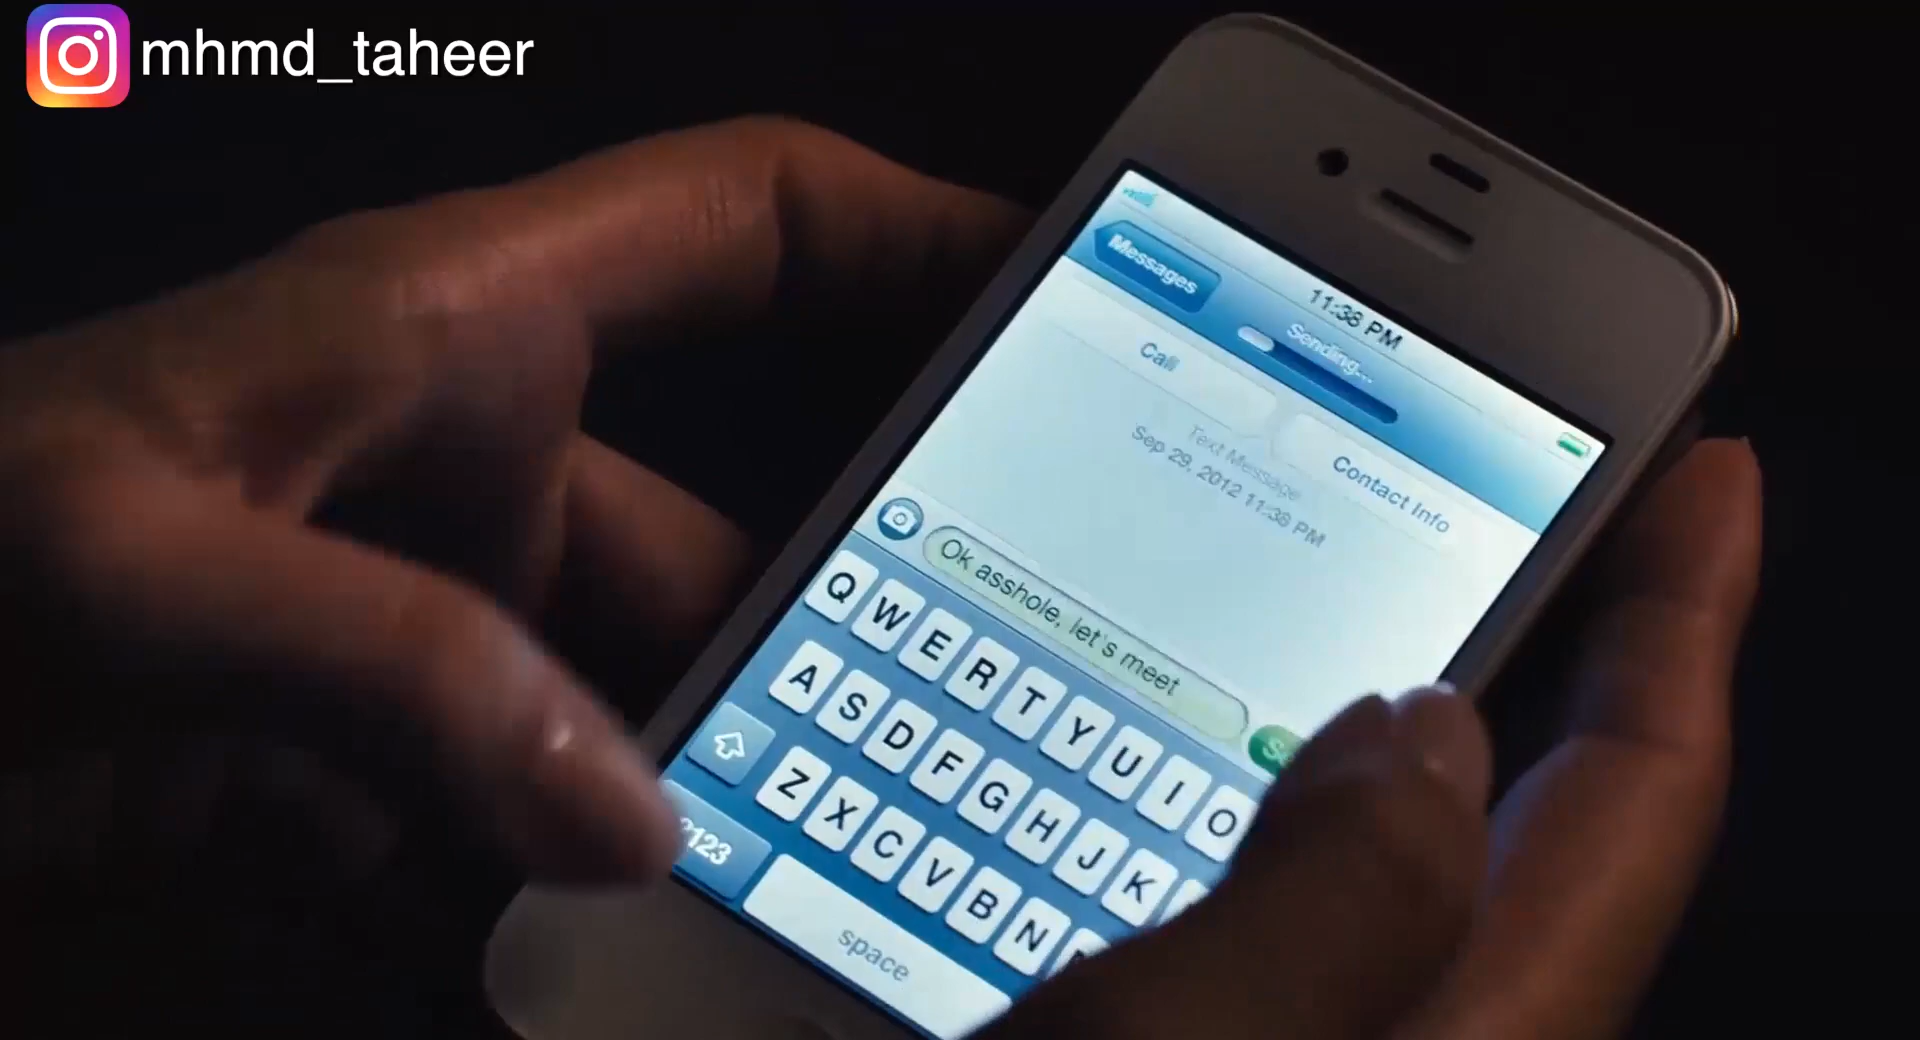 mhmd_taheer
11:38 PM
Messages
Sending...
Call
Contact Info
Text Message
Sep 29, 2012 11:38 PM
Ok asshole, let's meet
Q W E R T Y U I O
A S D F G H J K
Z X C V B N
123
space